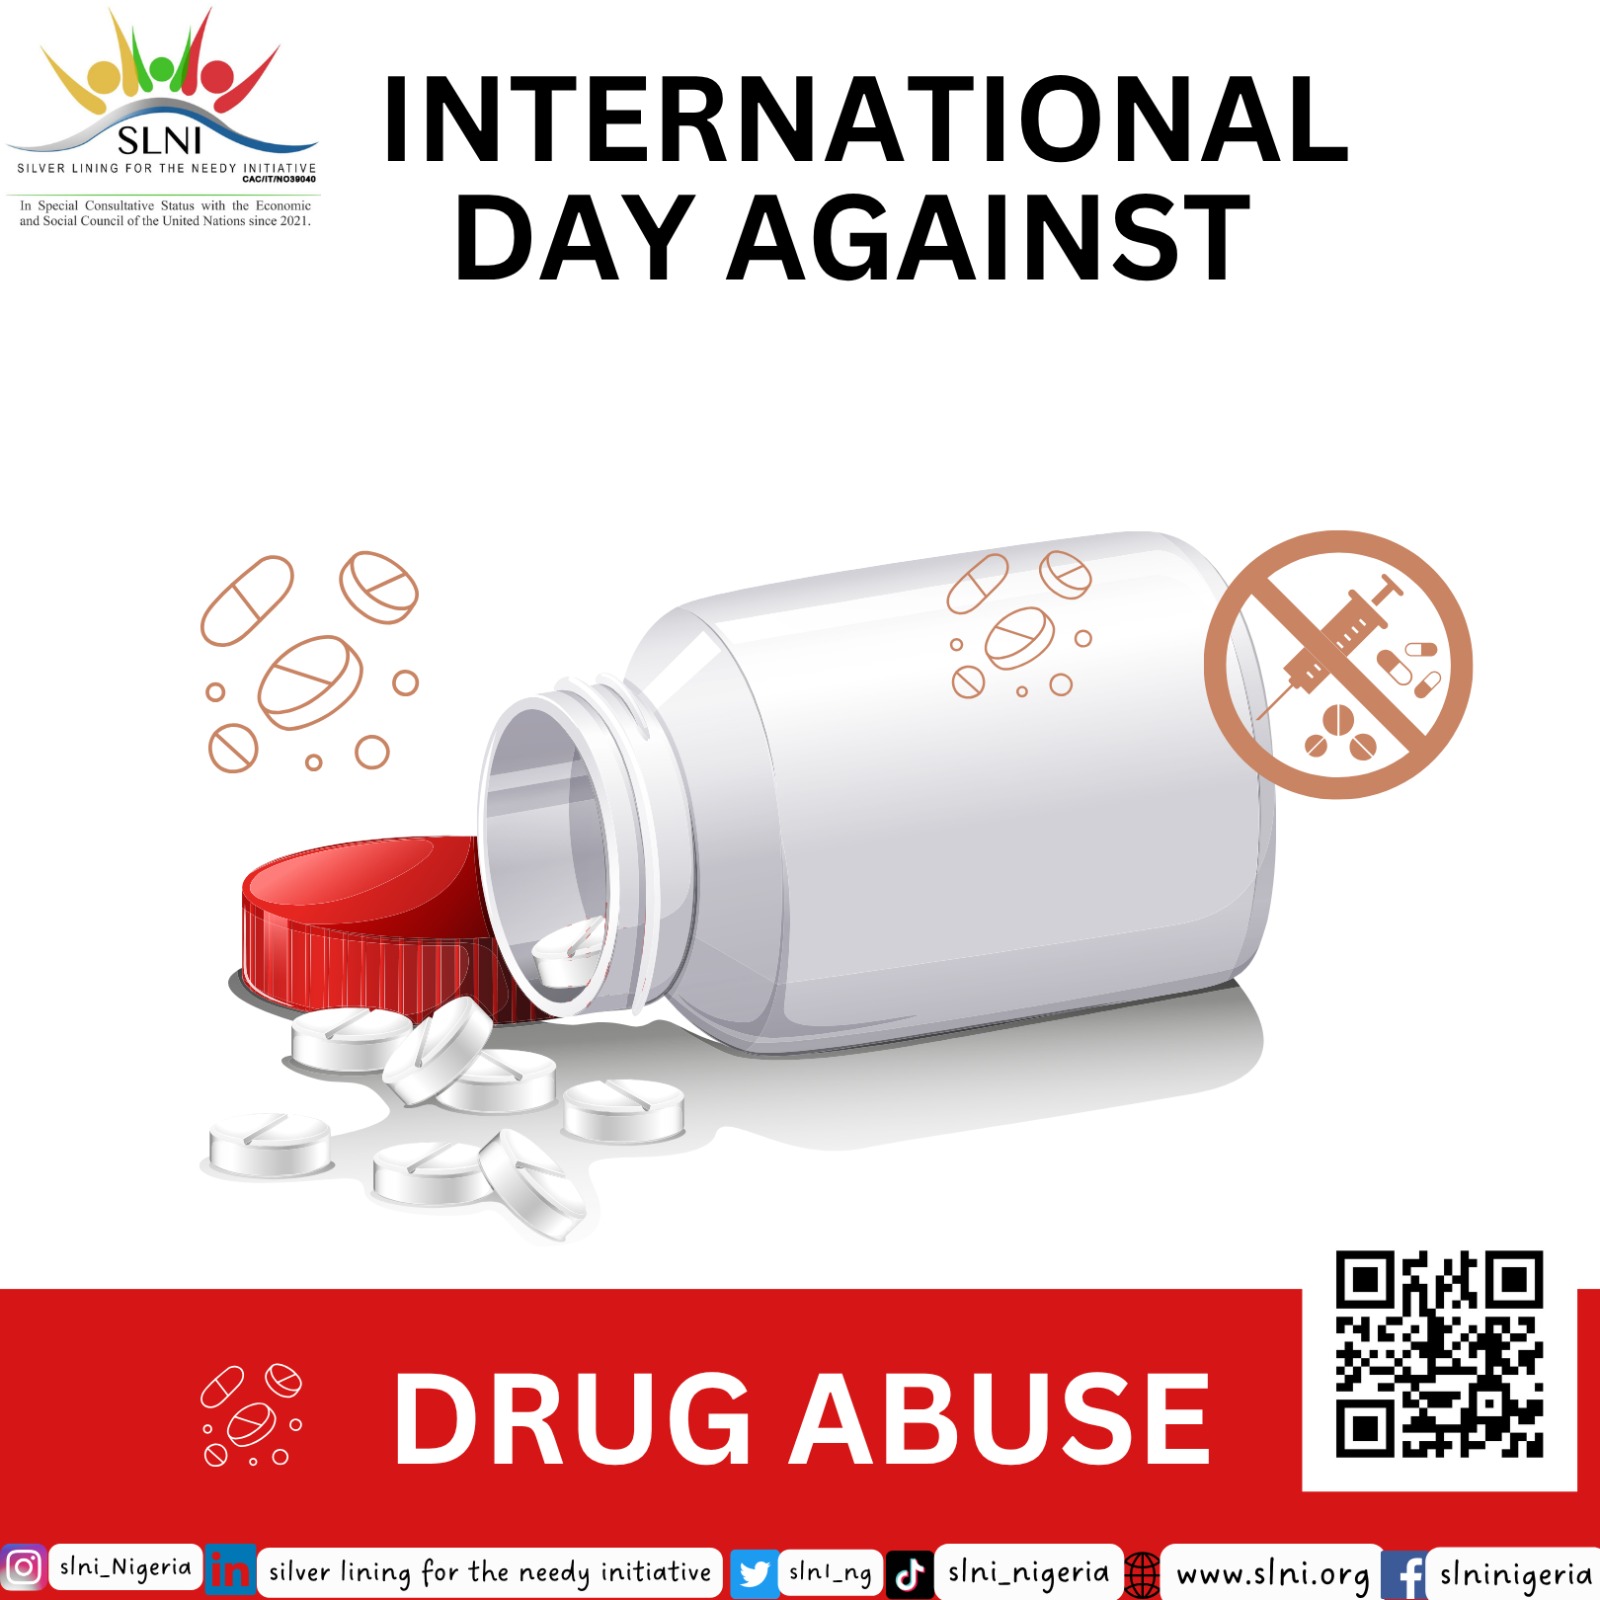 SLNI
SILVER LINING FOR THE NEEDY INITIATIVE
CAC/IT/NO39040
In Special Consultative Status with the Economic
and Social Council of the United Nations since 2021.
INTERNATIONAL
DAY AGAINST
DRUG ABUSE
slni_Nigeria
in
silver lining for the needy initiative
slnI_ng
slni_nigeria
www.slni.org
slninigeria